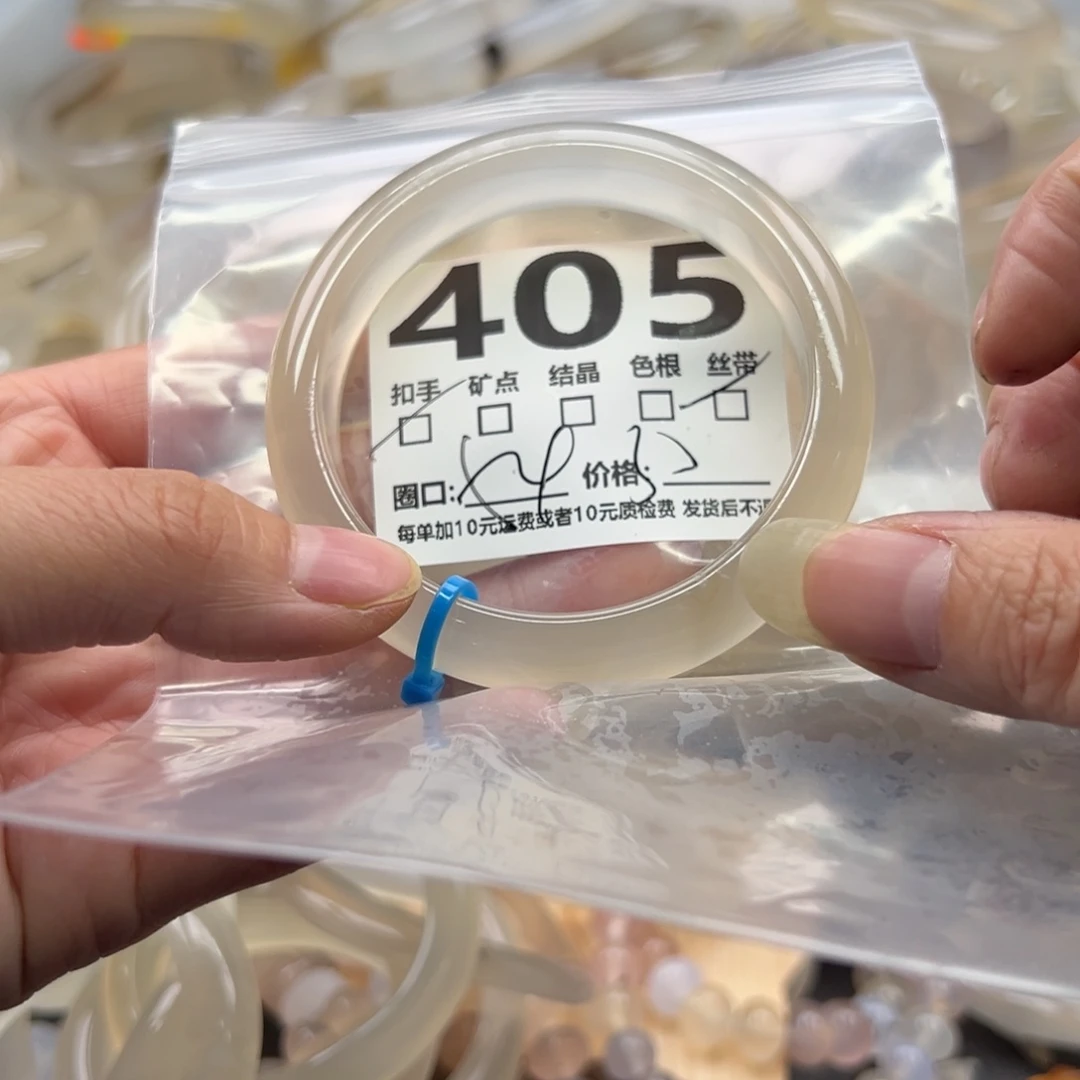 405
扣手 矿点 结晶 色根 丝带
圈口: 价格:
每单加10元运费或者10元质检费 发货后不退